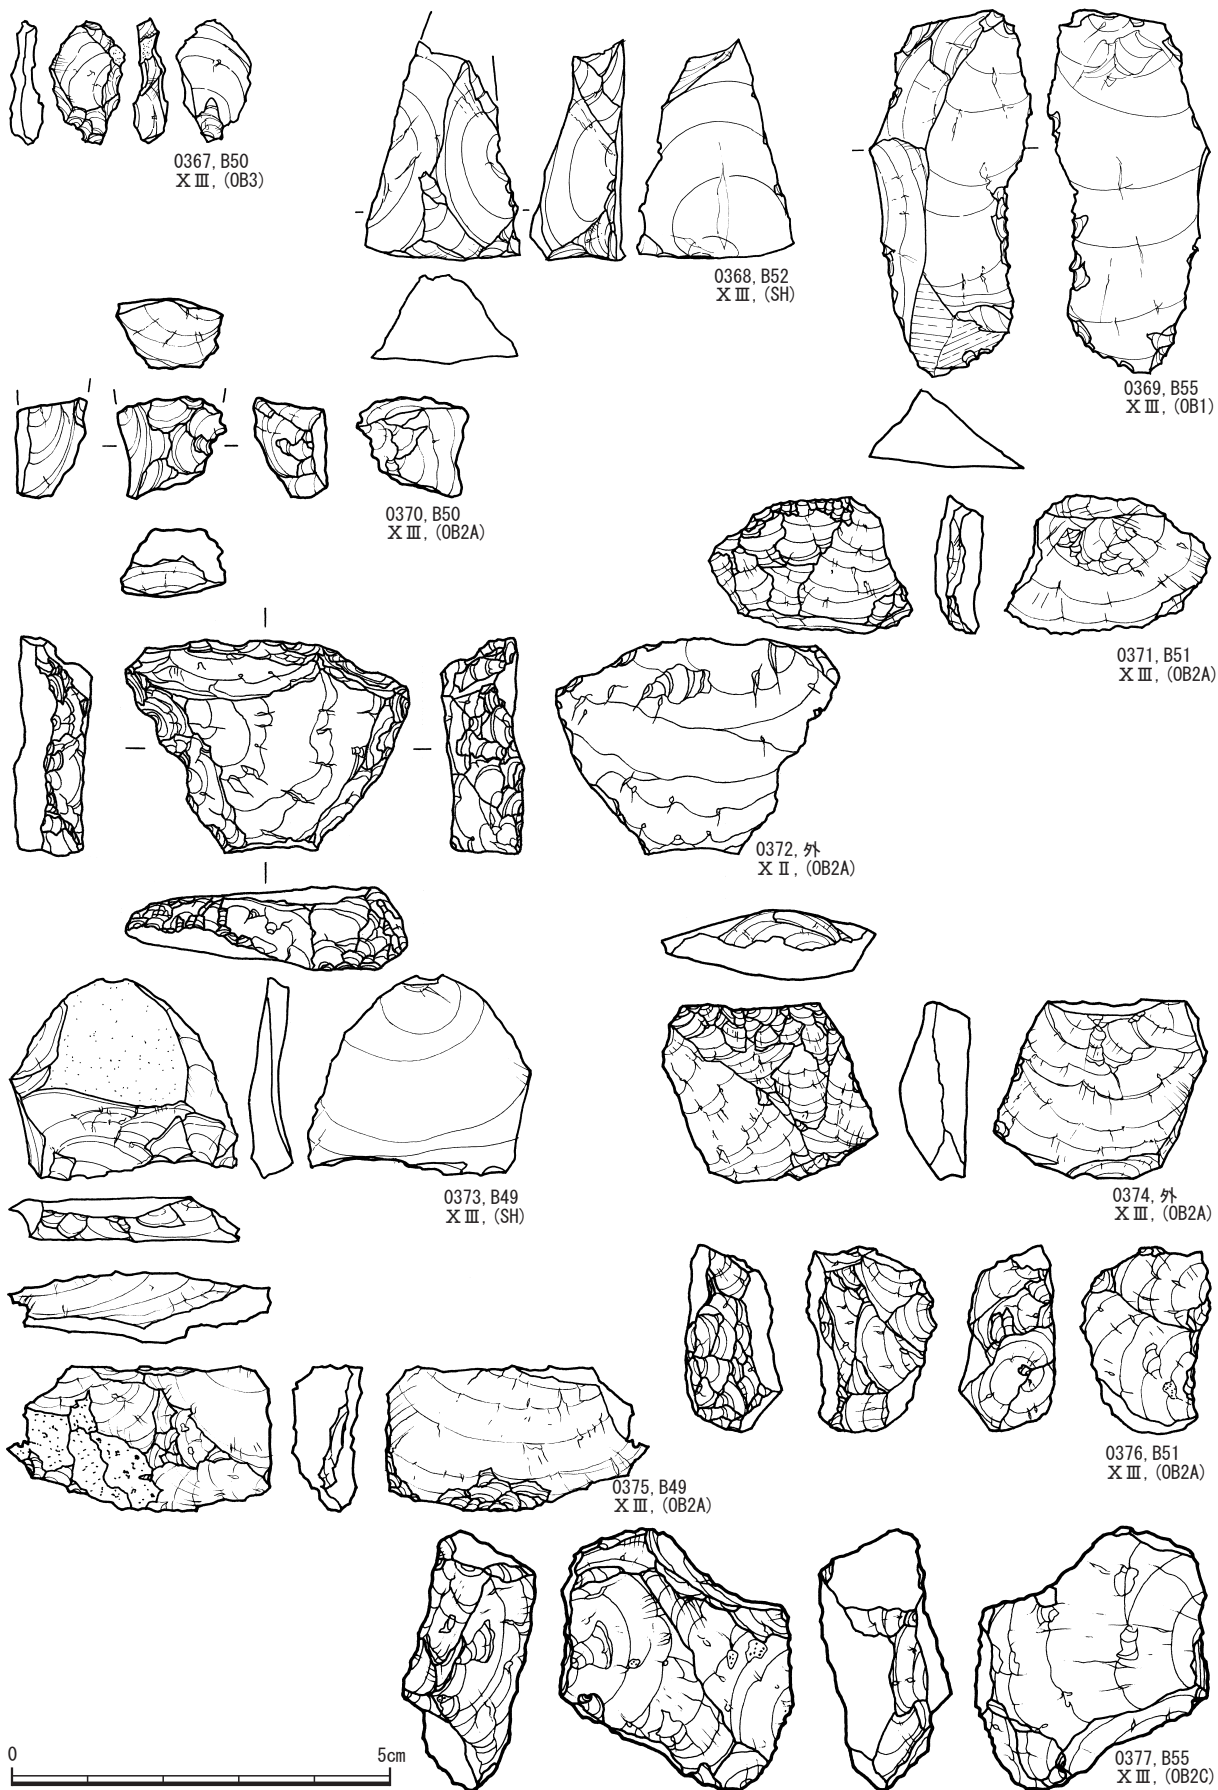 0367, B50
XⅢ, (OB3)
0368, B52
XⅢ, (SH)
0369, B55
XⅢ, (OB1)
0370, B50
XⅢ, (OB2A)
0371, B51
XⅢ, (OB2A)
0372, 外
XⅡ, (OB2A)
0373, B49
XⅢ, (SH)
0374, 外
XⅢ, (OB2A)
0375, B49
XⅢ, (OB2A)
0376, B51
XⅢ, (OB2A)
0377, B55
XⅢ, (OB2C)
0 5cm